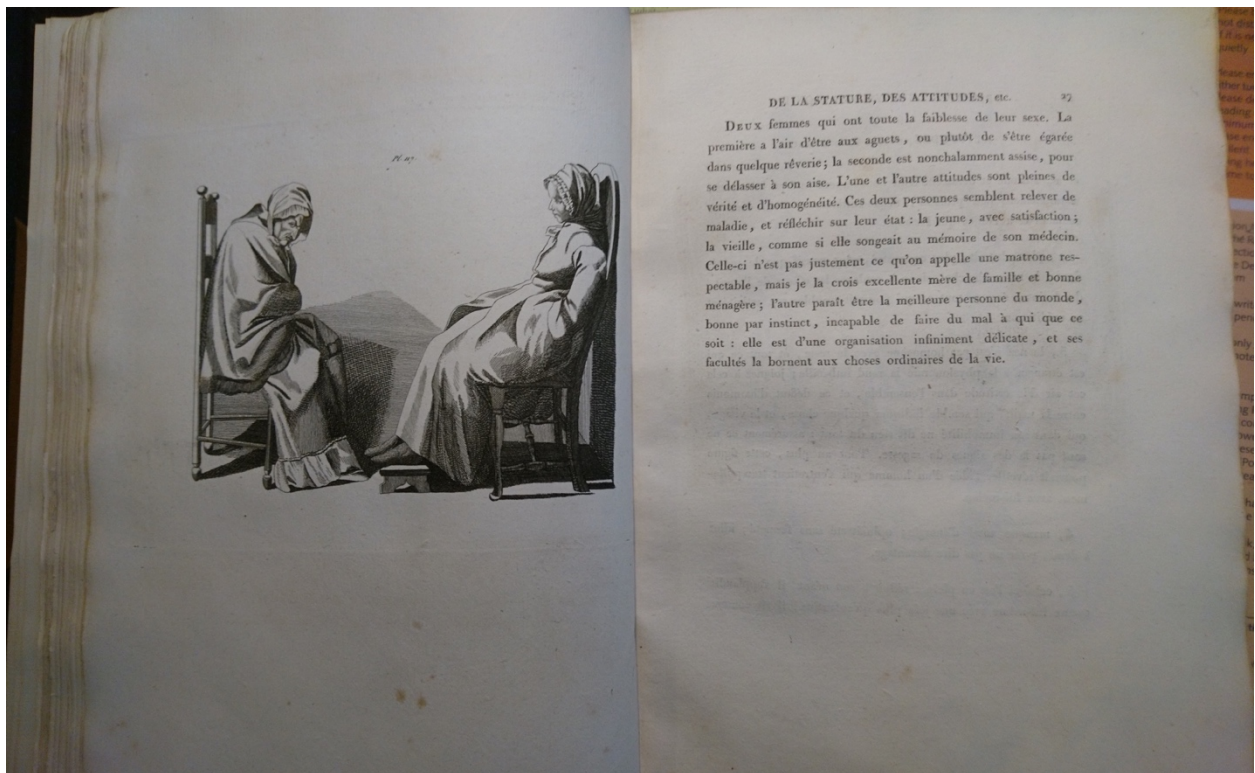 Pl. 27.
DE LA STATURE, DES ATTITUDES, etc. 27
DEUX femmes qui ont toute la faiblesse de leur sexe. La
première a l'air d'être aux aguets, ou plutôt de s'être égarée
dans quelque rêverie; la seconde est nonchalamment assise, pour
se délasser à son aise. L'une et l'autre attitudes sont pleines de
vérité et d'homogénéité. Ces deux personnes semblent relever de
maladie, et réfléchir sur leur état : la jeune, avec satisfaction;
la vieille, comme si elle songeait au mémoire de son médecin.
Celle-ci n'est pas justement ce qu'on appelle une matrone res-
pectable, mais je la crois excellente mère de famille et bonne
ménagère; l'autre paraît être la meilleure personne du monde,
bonne par instinct, incapable de faire du mal à qui que ce
soit : elle est d'une organisation infiniment délicate, et ses
facultés la bornent aux choses ordinaires de la vie.